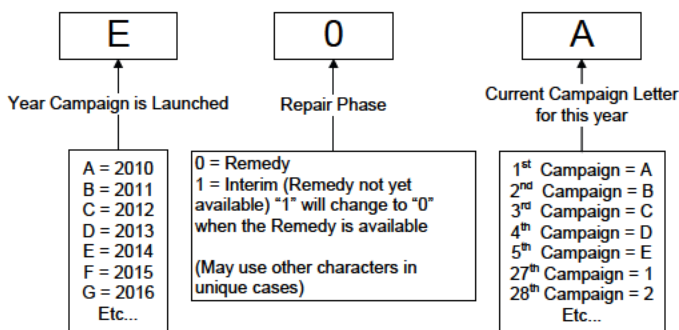 E
0
A
Year Campaign is Launched
Repair Phase
Current Campaign Letter
for this year
A = 2010
B = 2011
C = 2012
D = 2013
E = 2014
F = 2015
G = 2016
Etc...
0 = Remedy
1 = Interim (Remedy not yet
available) “1” will change to “0”
when the Remedy is available
(May use other characters in
unique cases)
1st Campaign = A
2nd Campaign = B
3rd Campaign = C
4th Campaign = D
5th Campaign = E
27th Campaign = 1
28th Campaign = 2
Etc...